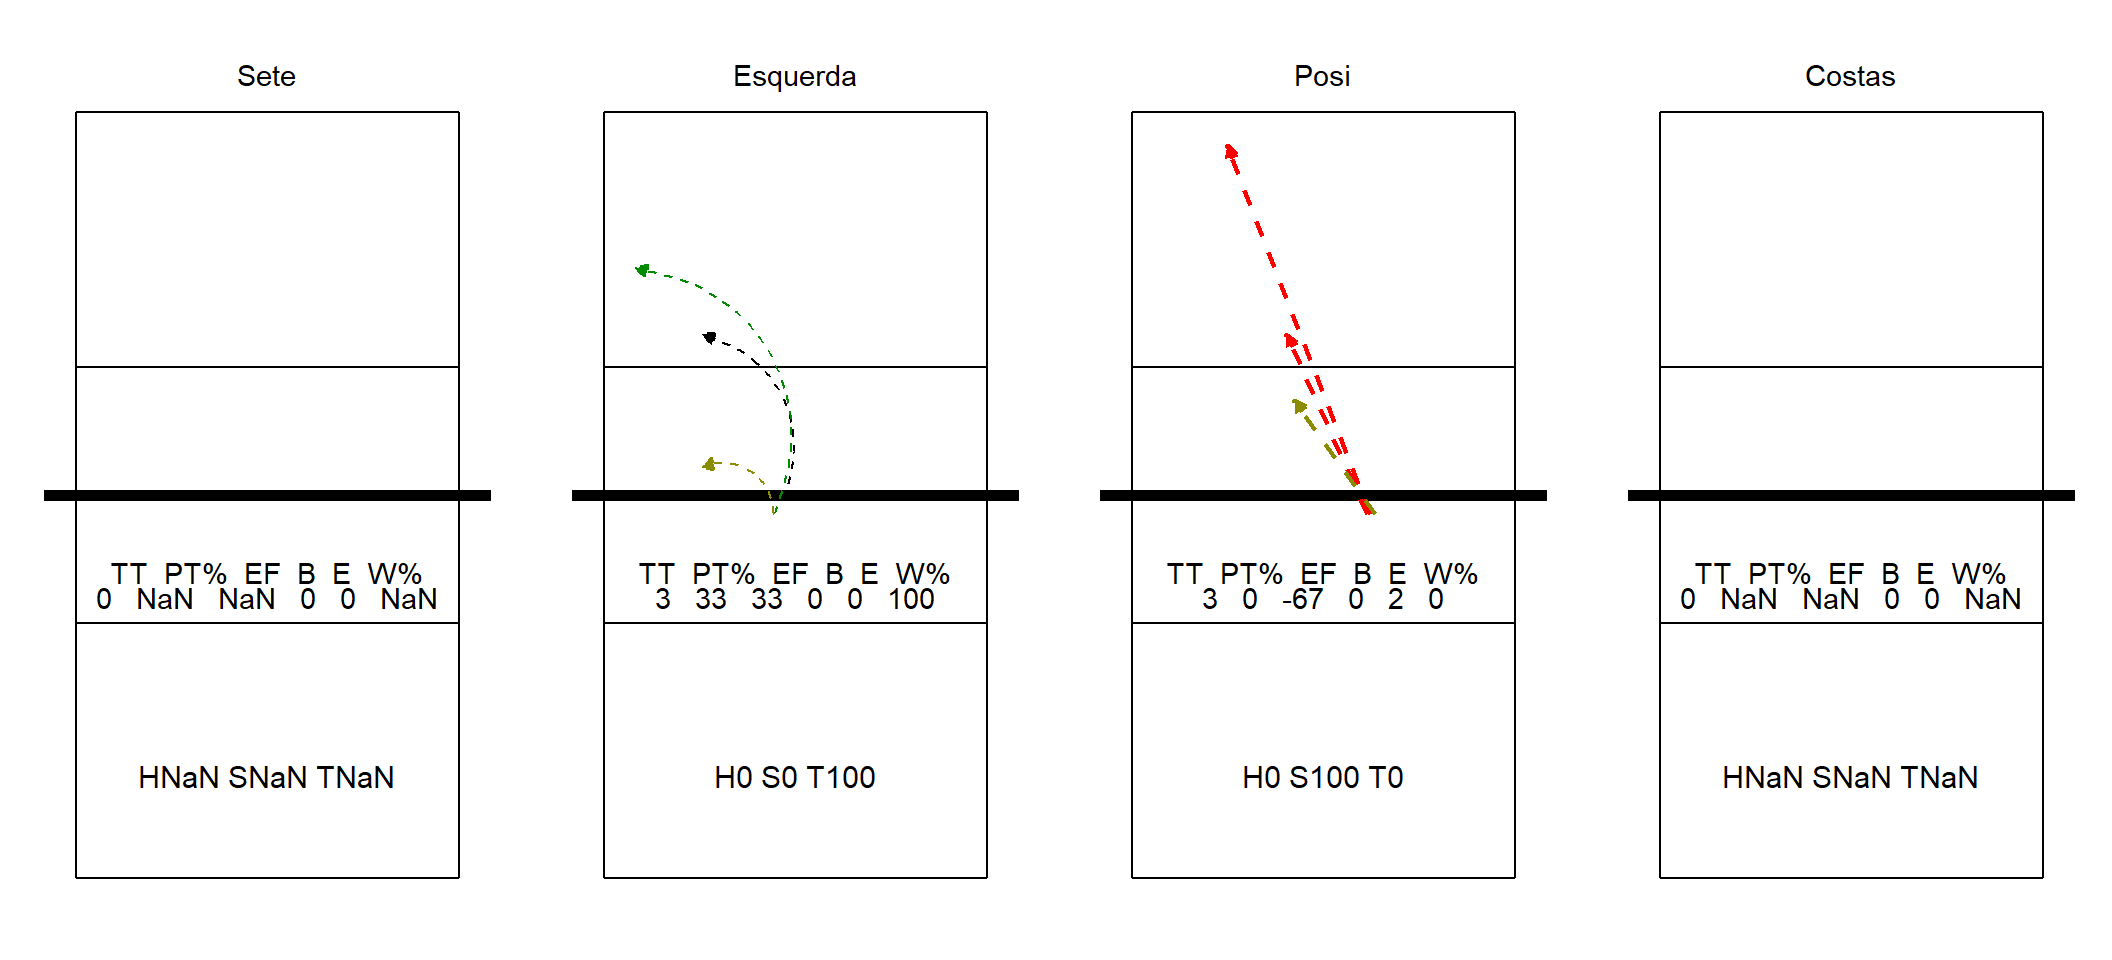 Sete
TT PT% EF B E W%
0 NaN NaN 0 0 NaN
HNaN SNaN TNaN
Esquerda
TT PT% EF B E W%
3 33 33 0 0 100
H0 S0 T100
Posi
TT PT% EF B E W%
3 0 -67 0 2 0
H0 S100 T0
Costas
TT PT% EF B E W%
0 NaN NaN 0 0 NaN
HNaN SNaN TNaN